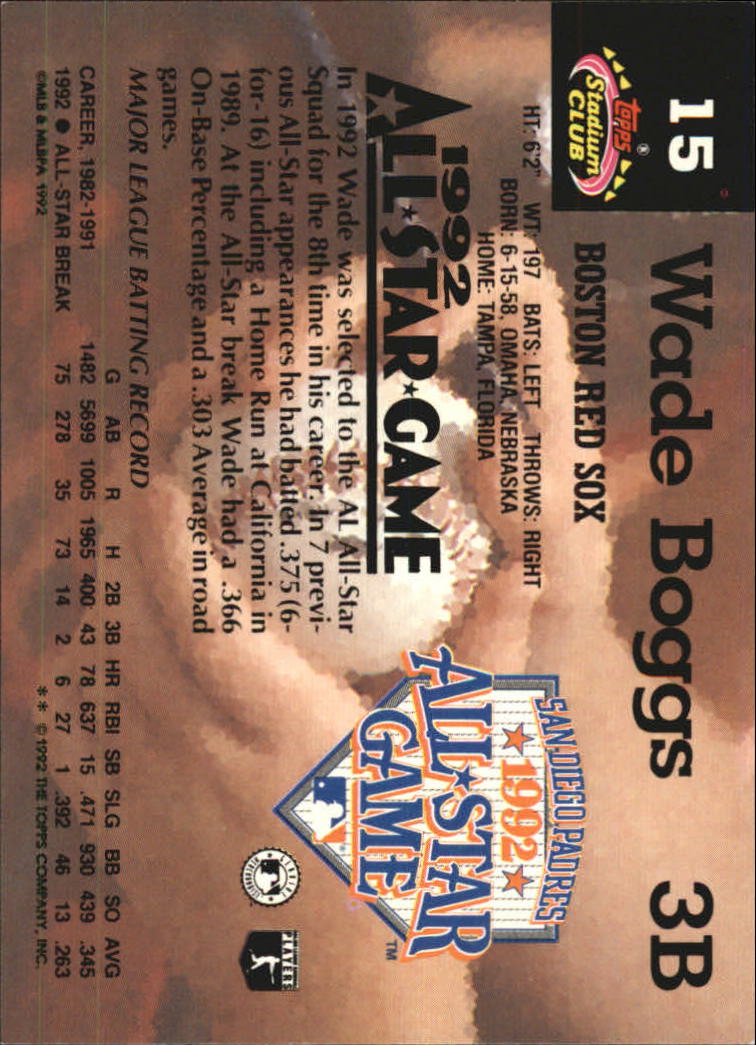 15
Wade Boggs 3B
Topps®
Stadium
CLUB
BOSTON RED SOX
HT: 6'2" WT: 197 BATS: LEFT THROWS: RIGHT
BORN: 6-15-58, OMAHA, NEBRASKA
HOME: TAMPA, FLORIDA
1992
ALL★STAR★GAME
SAN DIEGO PADRES
1992
ALL★STAR
GAME
TM
In 1992 Wade was selected to the AL All-Star
Squad for the 8th time in his career. In 7 previ-
ous All-Star appearances he had batted .375 (6-
for-16) including a Home Run at California in
1989. At the All-Star break Wade had a .366
On-Base Percentage and a .303 Average in road
games.
PLAYERS
MAJOR LEAGUE BATTING RECORD
G AB R H 2B 3B HR RBI SB SLG BB SO AVG
CAREER, 1982-1991 1482 5699 1005 1965 400 43 78 637 15 .471 930 439 .345
1992 ● ALL-STAR BREAK 75 278 35 73 14 2 6 27 1 .392 46 13 .263
©MLB & MLBPA 1992 ** ©1992 THE TOPPS COMPANY, INC.